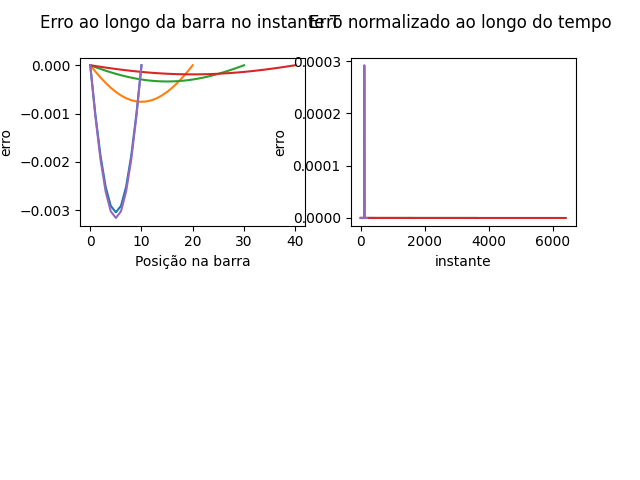 Erro ao longo da barra no instante T
Erro normalizado ao longo do tempo
0.000
−0.001
−0.002
−0.003
erro
0
10
20
30
40
Posição na barra
0.0003
0.0002
0.0001
0.0000
erro
0
2000
4000
6000
instante